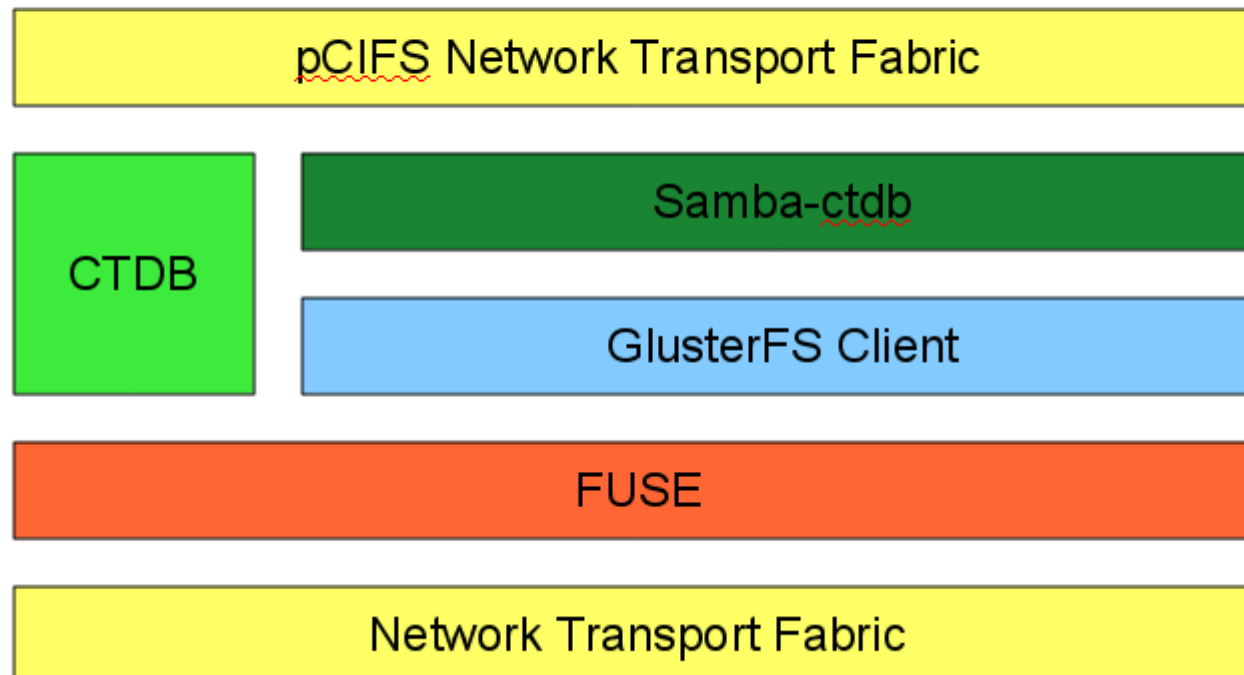 pCIFS Network Transport Fabric
Samba-ctdb
CTDB
GlusterFS Client
FUSE
Network Transport Fabric